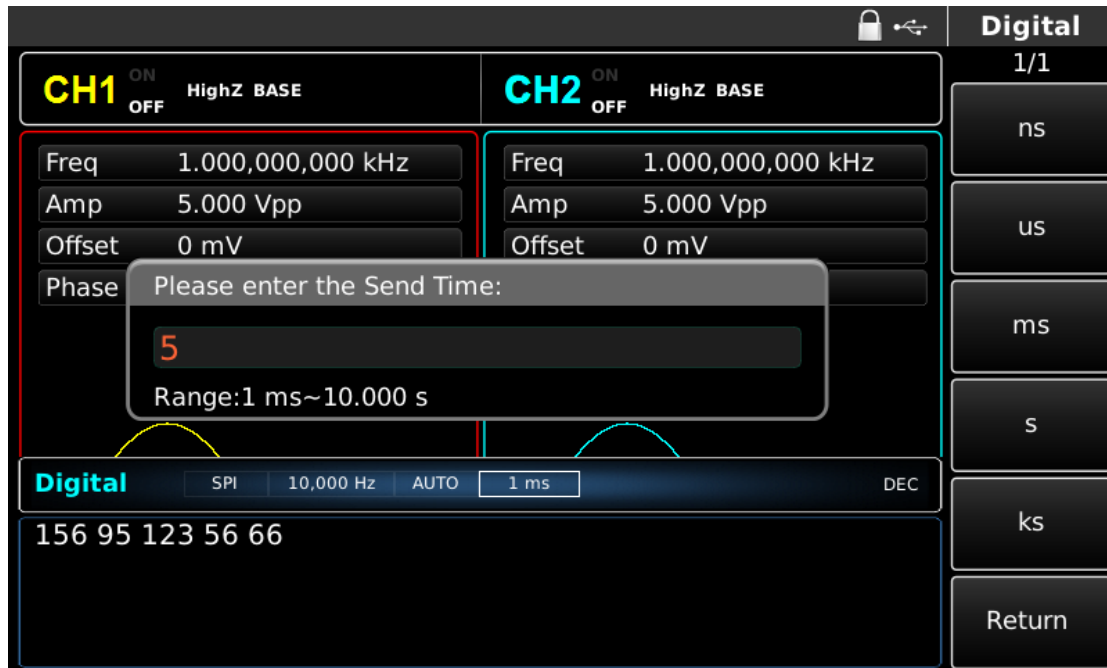 Digital
1/1
CH1 ON OFF HighZ BASE
CH2 ON OFF HighZ BASE
Freq 1.000,000,000 kHz
Amp 5.000 Vpp
Offset 0 mV
Phase
Freq 1.000,000,000 kHz
Amp 5.000 Vpp
Offset 0 mV
Please enter the Send Time:
5
Range:1 ms~10.000 s
Digital SPI 10,000 Hz AUTO 1 ms DEC
156 95 123 56 66
ns
us
ms
s
ks
Return